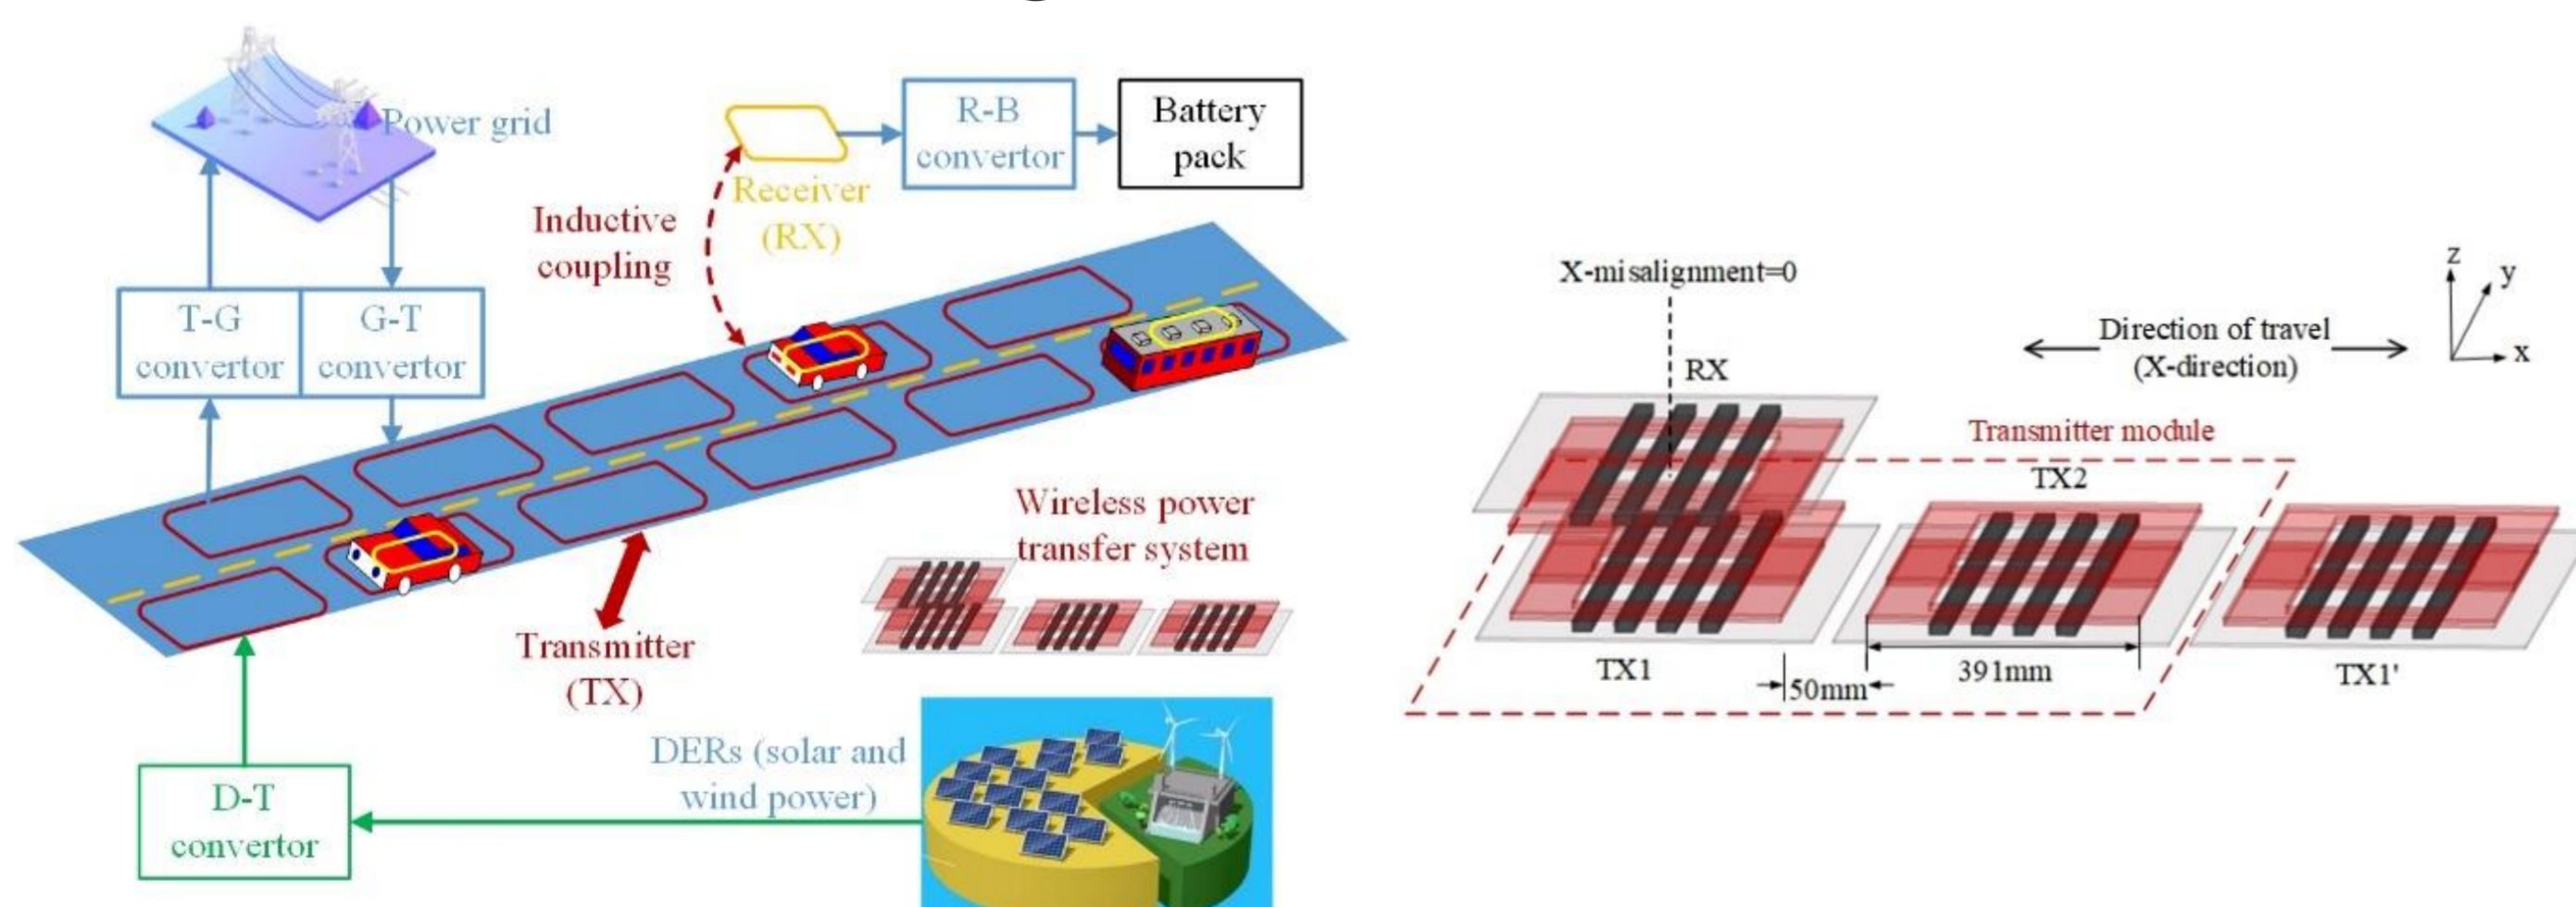 Power grid
R-B
convertor
Battery
pack
Receiver
(RX)
Inductive
coupling
T-G
convertor
G-T
convertor
Wireless power
transfer system
Transmitter
(TX)
DERs (solar and
wind power)
D-T
convertor
X-misalignment=0
RX
Direction of travel
(X-direction)
z
y
x
Transmitter module
TX2
TX1
50mm
391mm
TX1'